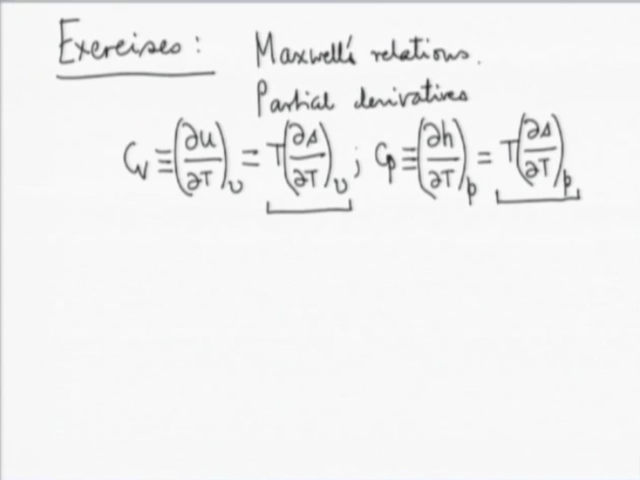 Exercises : Maxwell's relations.
Partial derivatives
Cv ≡ (∂u/∂T)v = T(∂s/∂T)v ; Cp ≡ (∂h/∂T)p = T(∂s/∂T)p